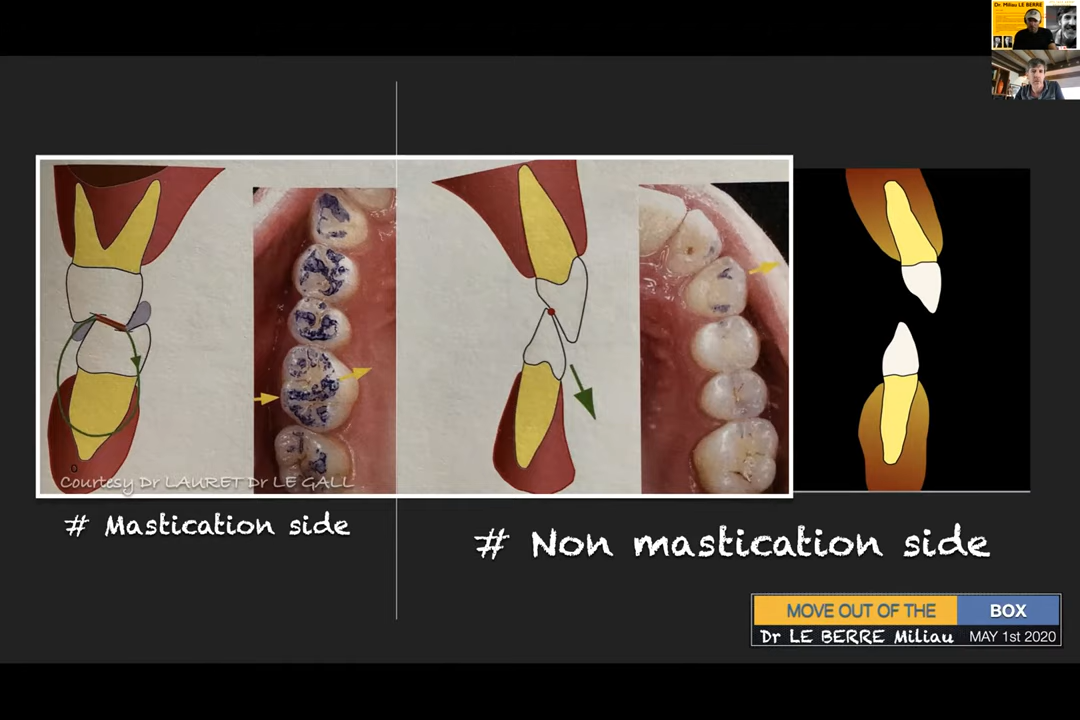 Dr. Miliau LE BERRE
Courtesy Dr LAURET Dr LE GALL
# Mastication side
# Non mastication side
MOVE OUT OF THE BOX
Dr LE BERRE Miliau MAY 1st 2020